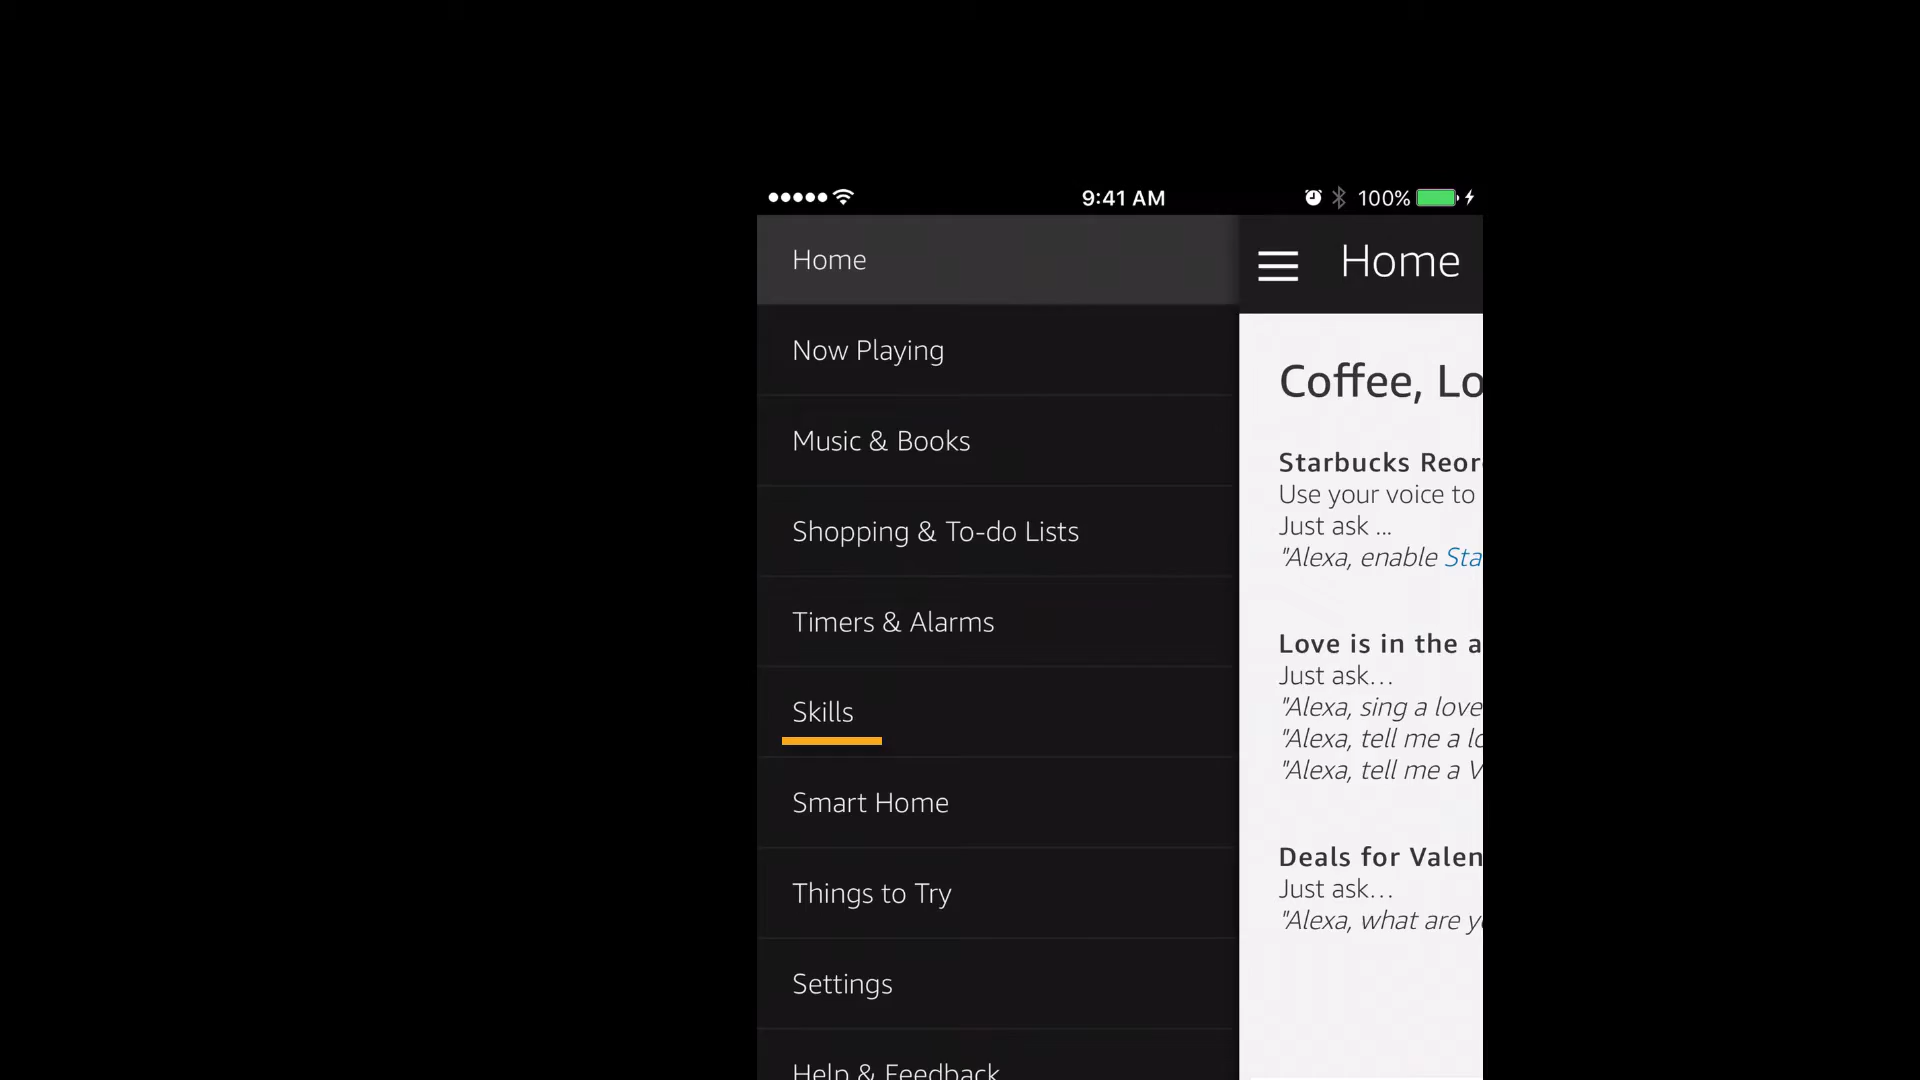 9:41 AM
100%
Home
Now Playing
Music & Books
Shopping & To-do Lists
Timers & Alarms
Skills
Smart Home
Things to Try
Settings
Help & Feedback
Home
Coffee, Lo
Starbucks Reor
Use your voice to
Just ask ...
"Alexa, enable Sta
Love is in the a
Just ask...
"Alexa, sing a love
"Alexa, tell me a lo
"Alexa, tell me a V
Deals for Valen
Just ask...
"Alexa, what are y